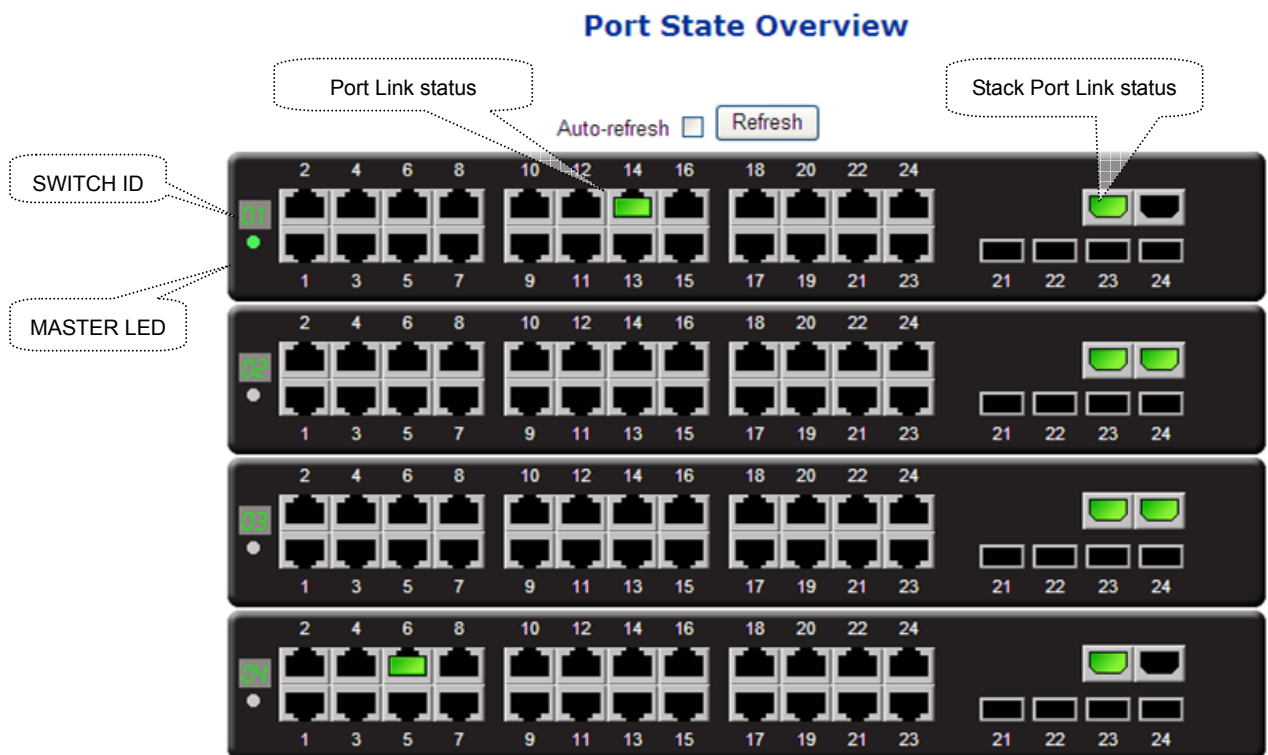 Port State Overview
Port Link status
Stack Port Link status
Auto-refresh Refresh
SWITCH ID
MASTER LED
2 4 6 8 10 12 14 16 18 20 22 24
01
1 3 5 7 9 11 13 15 17 19 21 23 21 22 23 24
2 4 6 8 10 12 14 16 18 20 22 24
02
1 3 5 7 9 11 13 15 17 19 21 23 21 22 23 24
2 4 6 8 10 12 14 16 18 20 22 24
03
1 3 5 7 9 11 13 15 17 19 21 23 21 22 23 24
2 4 6 8 10 12 14 16 18 20 22 24
04
1 3 5 7 9 11 13 15 17 19 21 23 21 22 23 24